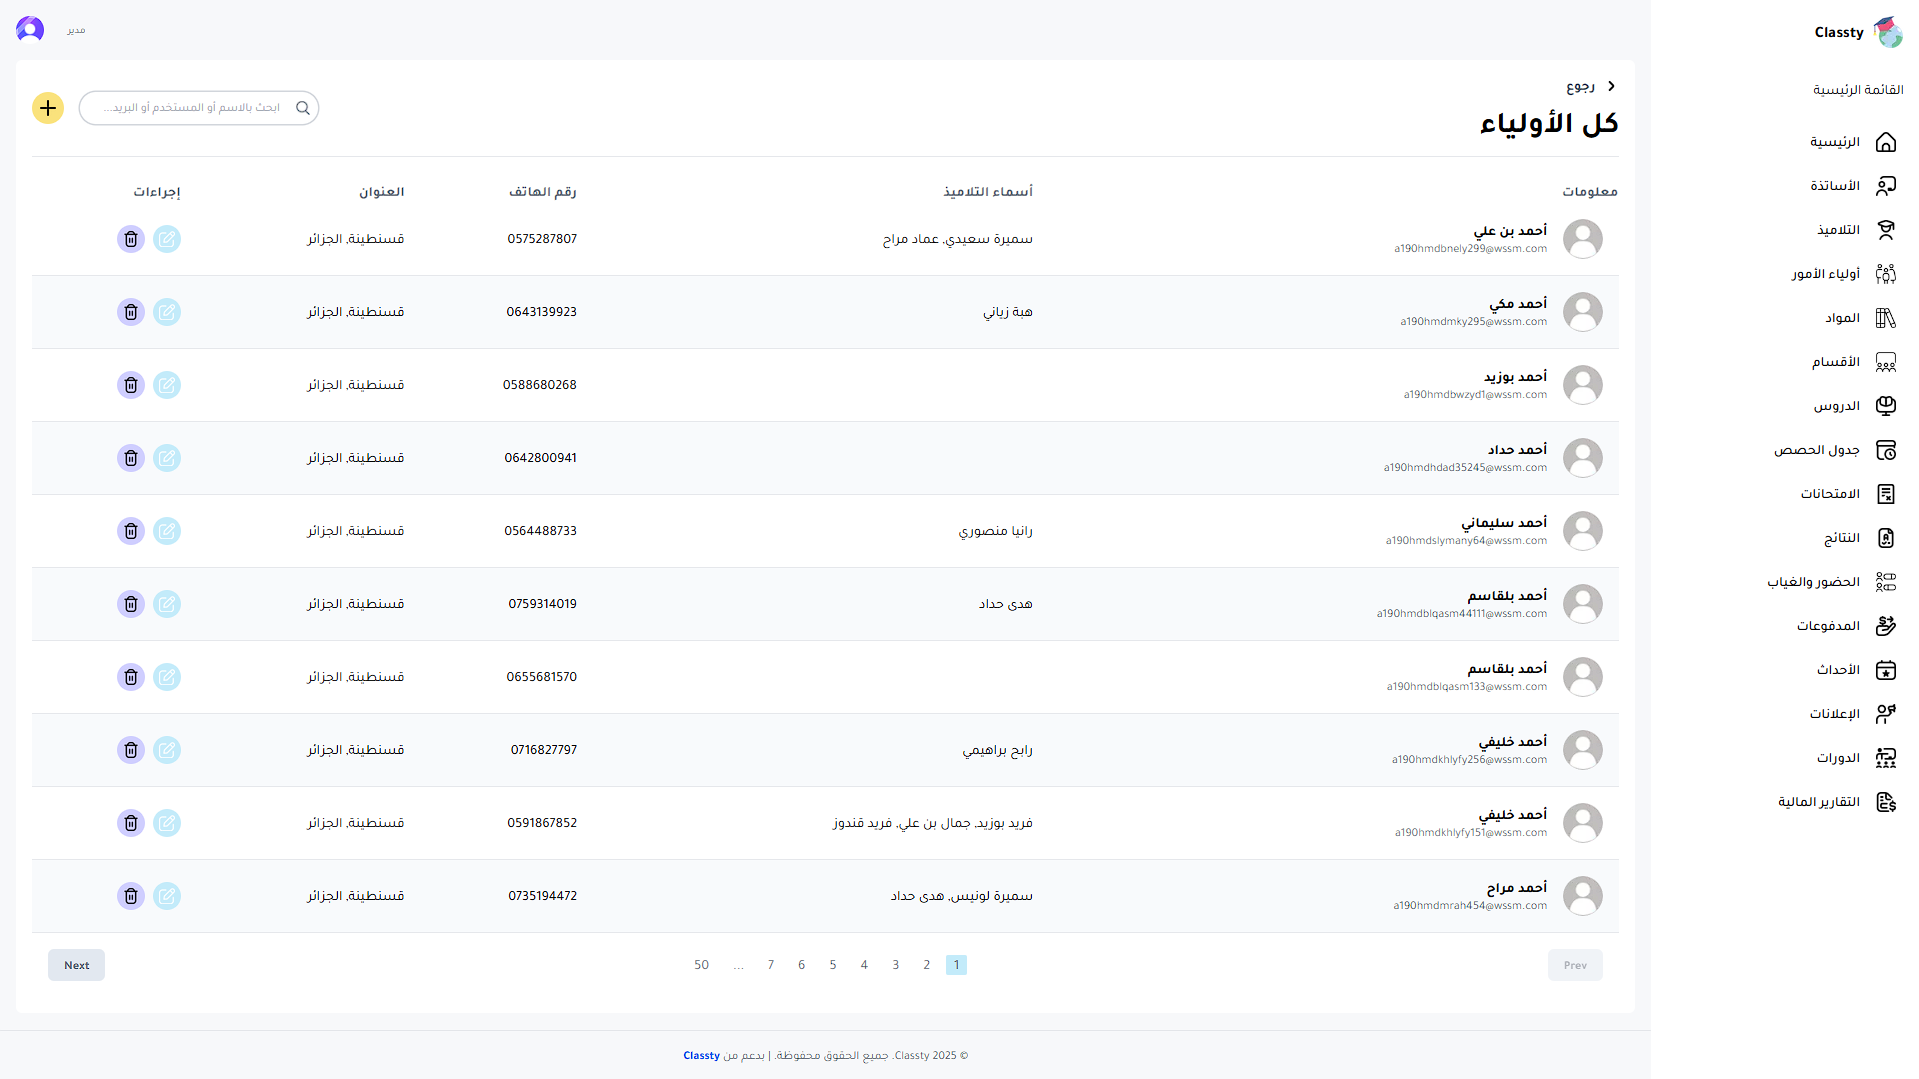 Classty
القائمة الرئيسية
الرئيسية
الأساتذة
التلاميذ
أولياء الأمور
المواد
الأقسام
الدروس
جدول الحصص
الامتحانات
النتائج
الحضور والغياب
المدفوعات
الأحداث
الإعلانات
الدورات
التقارير المالية
مدير
رجوع
كل الأولياء
ابحث بالاسم أو المستخدم أو البريد...
معلومات أسماء التلاميذ رقم الهاتف العنوان إجراءات
أحمد بن علي سميرة سعيدي, عماد مراح 0575287807 قسنطينة, الجزائر
a190hmdbnely299@wssm.com
أحمد مكي هبة زياني 0643139923 قسنطينة, الجزائر
a190hmdmky295@wssm.com
أحمد بوزيد 0588680268 قسنطينة, الجزائر
a190hmdbwzyd1@wssm.com
أحمد حداد 0642800941 قسنطينة, الجزائر
a190hmdhdad35245@wssm.com
أحمد سليماني رانيا منصوري 0564488733 قسنطينة, الجزائر
a190hmdslymany64@wssm.com
أحمد بلقاسم هدى حداد 0759314019 قسنطينة, الجزائر
a190hmdblqasm44111@wssm.com
أحمد بلقاسم 0655681570 قسنطينة, الجزائر
a190hmdblqasm133@wssm.com
أحمد خليفي رابح براهيمي 0716827797 قسنطينة, الجزائر
a190hmdkhlyfy256@wssm.com
أحمد خليفي فريد بوزيد, جمال بن علي, فريد قندوز 0591867852 قسنطينة, الجزائر
a190hmdkhlyfy151@wssm.com
أحمد مراح سميرة لونيس, هدى حداد 0735194472 قسنطينة, الجزائر
a190hmdmrah454@wssm.com
Prev 1 2 3 4 5 6 7 ... 50 Next
© 2025 Classty. جميع الحقوق محفوظة. | بدعم من Classty